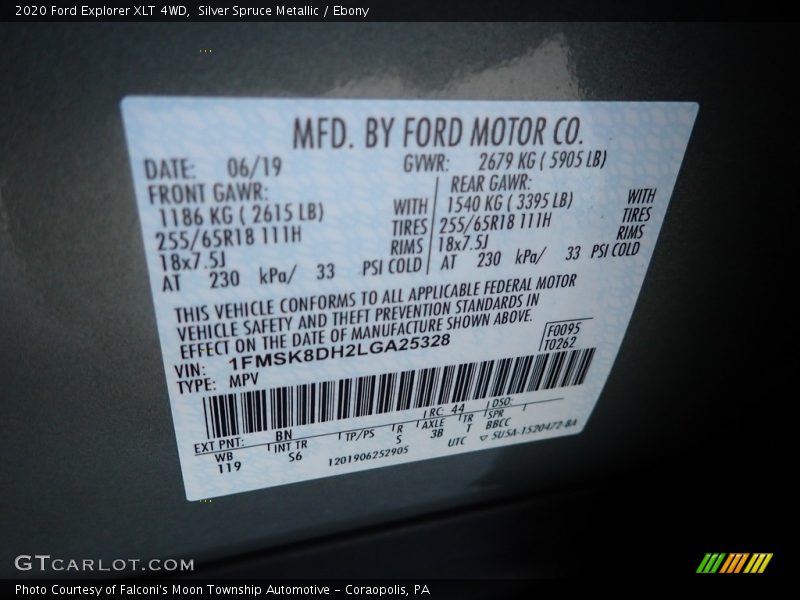 2020 Ford Explorer XLT 4WD, Silver Spruce Metallic / Ebony
MFD. BY FORD MOTOR CO.
DATE: 06/19 GVWR: 2679 KG ( 5905 LB)
FRONT GAWR: REAR GAWR:
1186 KG ( 2615 LB) WITH 1540 KG ( 3395 LB) WITH
255/65R18 111H TIRES 255/65R18 111H TIRES
18x7.5J RIMS 18x7.5J RIMS
AT 230 kPa/ 33 PSI COLD AT 230 kPa/ 33 PSI COLD
THIS VEHICLE CONFORMS TO ALL APPLICABLE FEDERAL MOTOR
VEHICLE SAFETY AND THEFT PREVENTION STANDARDS IN
EFFECT ON THE DATE OF MANUFACTURE SHOWN ABOVE.
VIN: 1FMSK8DH2LGA25328 F0095
TYPE: MPV T0262
EXT PNT: BN RC: 44 DSO:
WB INT TR TP/PS R AXLE TR SPR
119 S6 S 3B T BBCC
1201906252905 UTC ▽ 5U5A-1520472-BA
GTCARLOT.COM
Photo Courtesy of Falconi's Moon Township Automotive - Coraopolis, PA